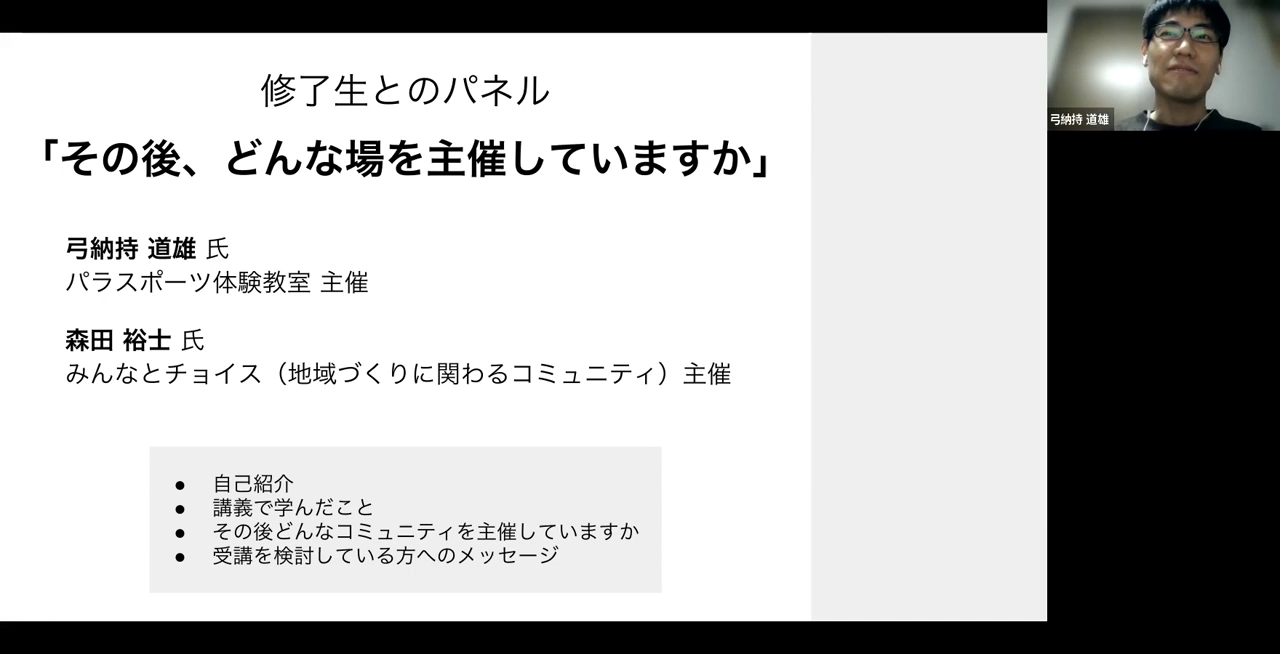 修了生とのパネル
「その後、どんな場を主催していますか」
弓納持 道雄 氏
パラスポーツ体験教室 主催
森田 裕士 氏
みんなとチョイス（地域づくりに関わるコミュニティ）主催
● 自己紹介
● 講義で学んだこと
● その後どんなコミュニティを主催していますか
● 受講を検討している方へのメッセージ
弓納持 道雄